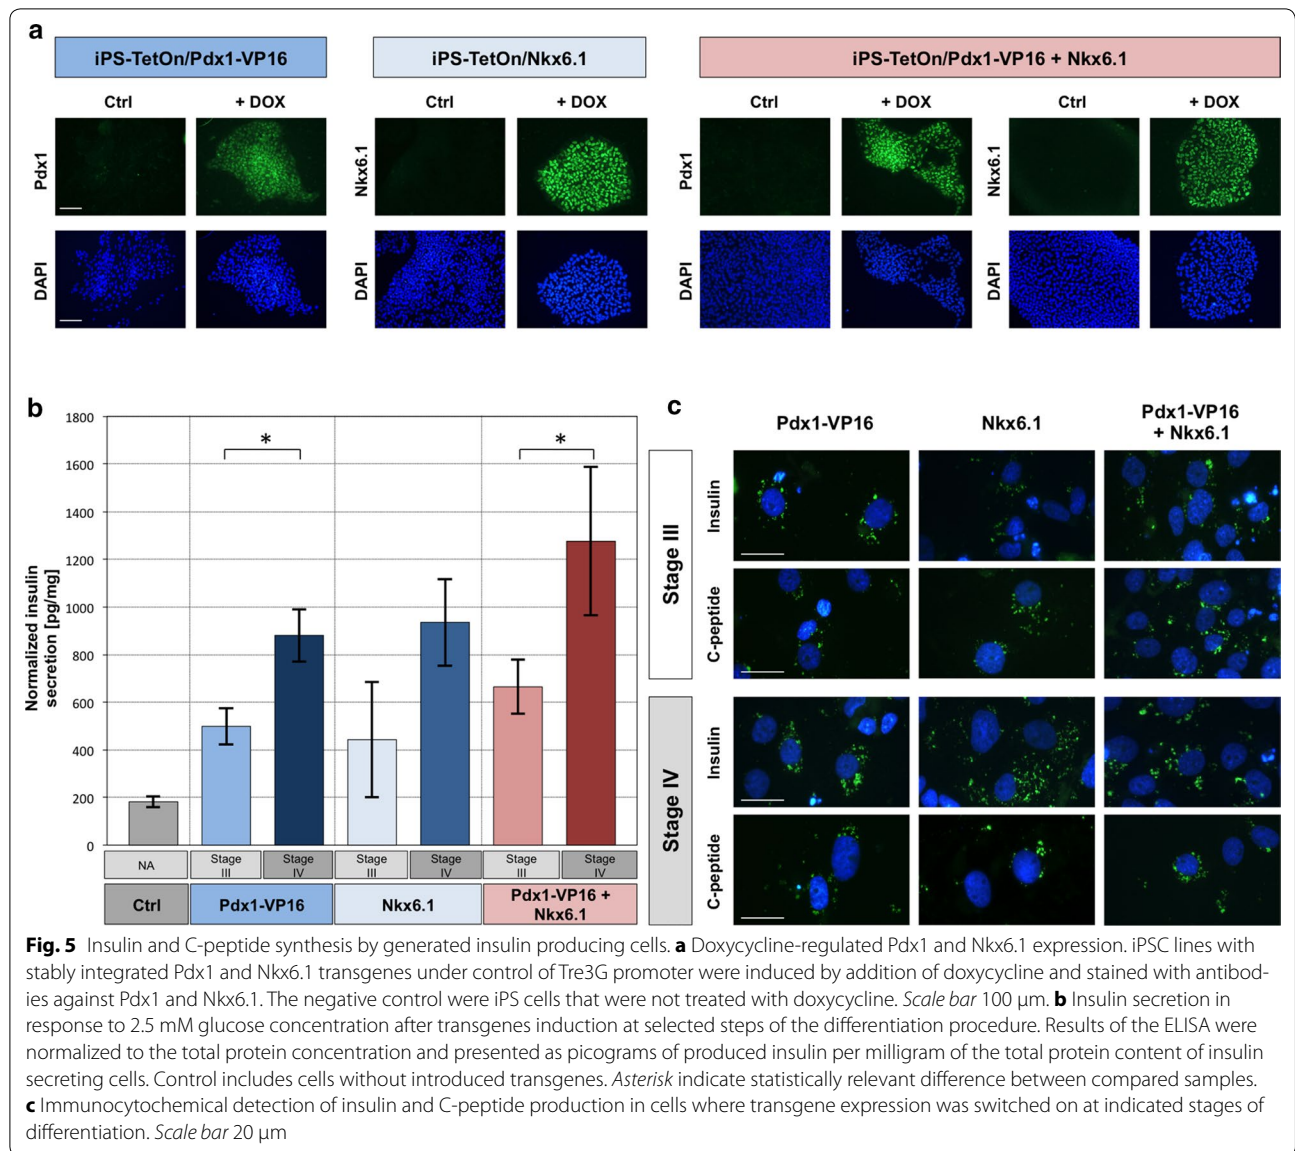 a
iPS-TetOn/Pdx1-VP16
iPS-TetOn/Nkx6.1
iPS-TetOn/Pdx1-VP16 + Nkx6.1
Ctrl
+ DOX
Ctrl
+ DOX
Ctrl
+ DOX
Ctrl
+ DOX
Pdx1
Nkx6.1
Pdx1
Nkx6.1
DAPI
DAPI
DAPI
DAPI
b
Normalized insulin
secretion [pg/mg]
1800
1600
1400
1200
1000
800
600
400
200
0
*
*
NA
Stage
III
Stage
IV
Stage
III
Stage
IV
Stage
III
Stage
IV
Ctrl
Pdx1-VP16
Nkx6.1
Pdx1-VP16 +
Nkx6.1
c
Pdx1-VP16
Nkx6.1
Pdx1-VP16
+ Nkx6.1
Stage III
Insulin
C-peptide
Stage IV
Insulin
C-peptide
Fig. 5 Insulin and C-peptide synthesis by generated insulin producing cells. a Doxycycline-regulated Pdx1 and Nkx6.1 expression. iPSC lines with
stably integrated Pdx1 and Nkx6.1 transgenes under control of Tre3G promoter were induced by addition of doxycycline and stained with antibod-
ies against Pdx1 and Nkx6.1. The negative control were iPS cells that were not treated with doxycycline. Scale bar 100 μm. b Insulin secretion in
response to 2.5 mM glucose concentration after transgenes induction at selected steps of the differentiation procedure. Results of the ELISA were
normalized to the total protein concentration and presented as picograms of produced insulin per milligram of the total protein content of insulin
secreting cells. Control includes cells without introduced transgenes. Asterisk indicate statistically relevant difference between compared samples.
c Immunocytochemical detection of insulin and C-peptide production in cells where transgene expression was switched on at indicated stages of
differentiation. Scale bar 20 μm